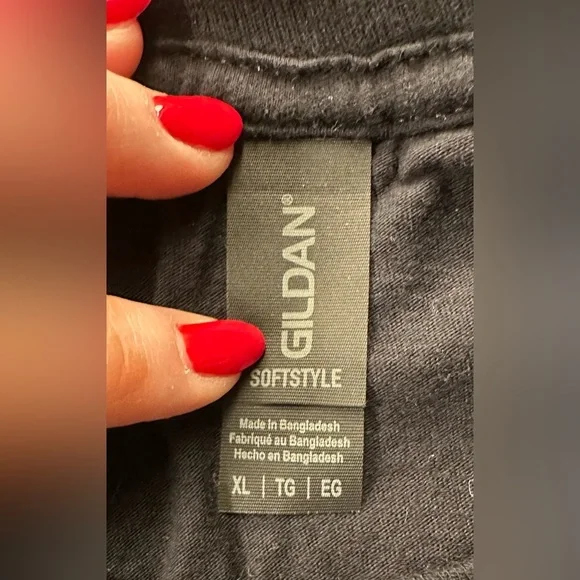 GILDAN®
SOFTSTYLE
Made in Bangladesh
Fabriqué au Bangladesh
Hecho en Bangladesh
XL | TG | EG